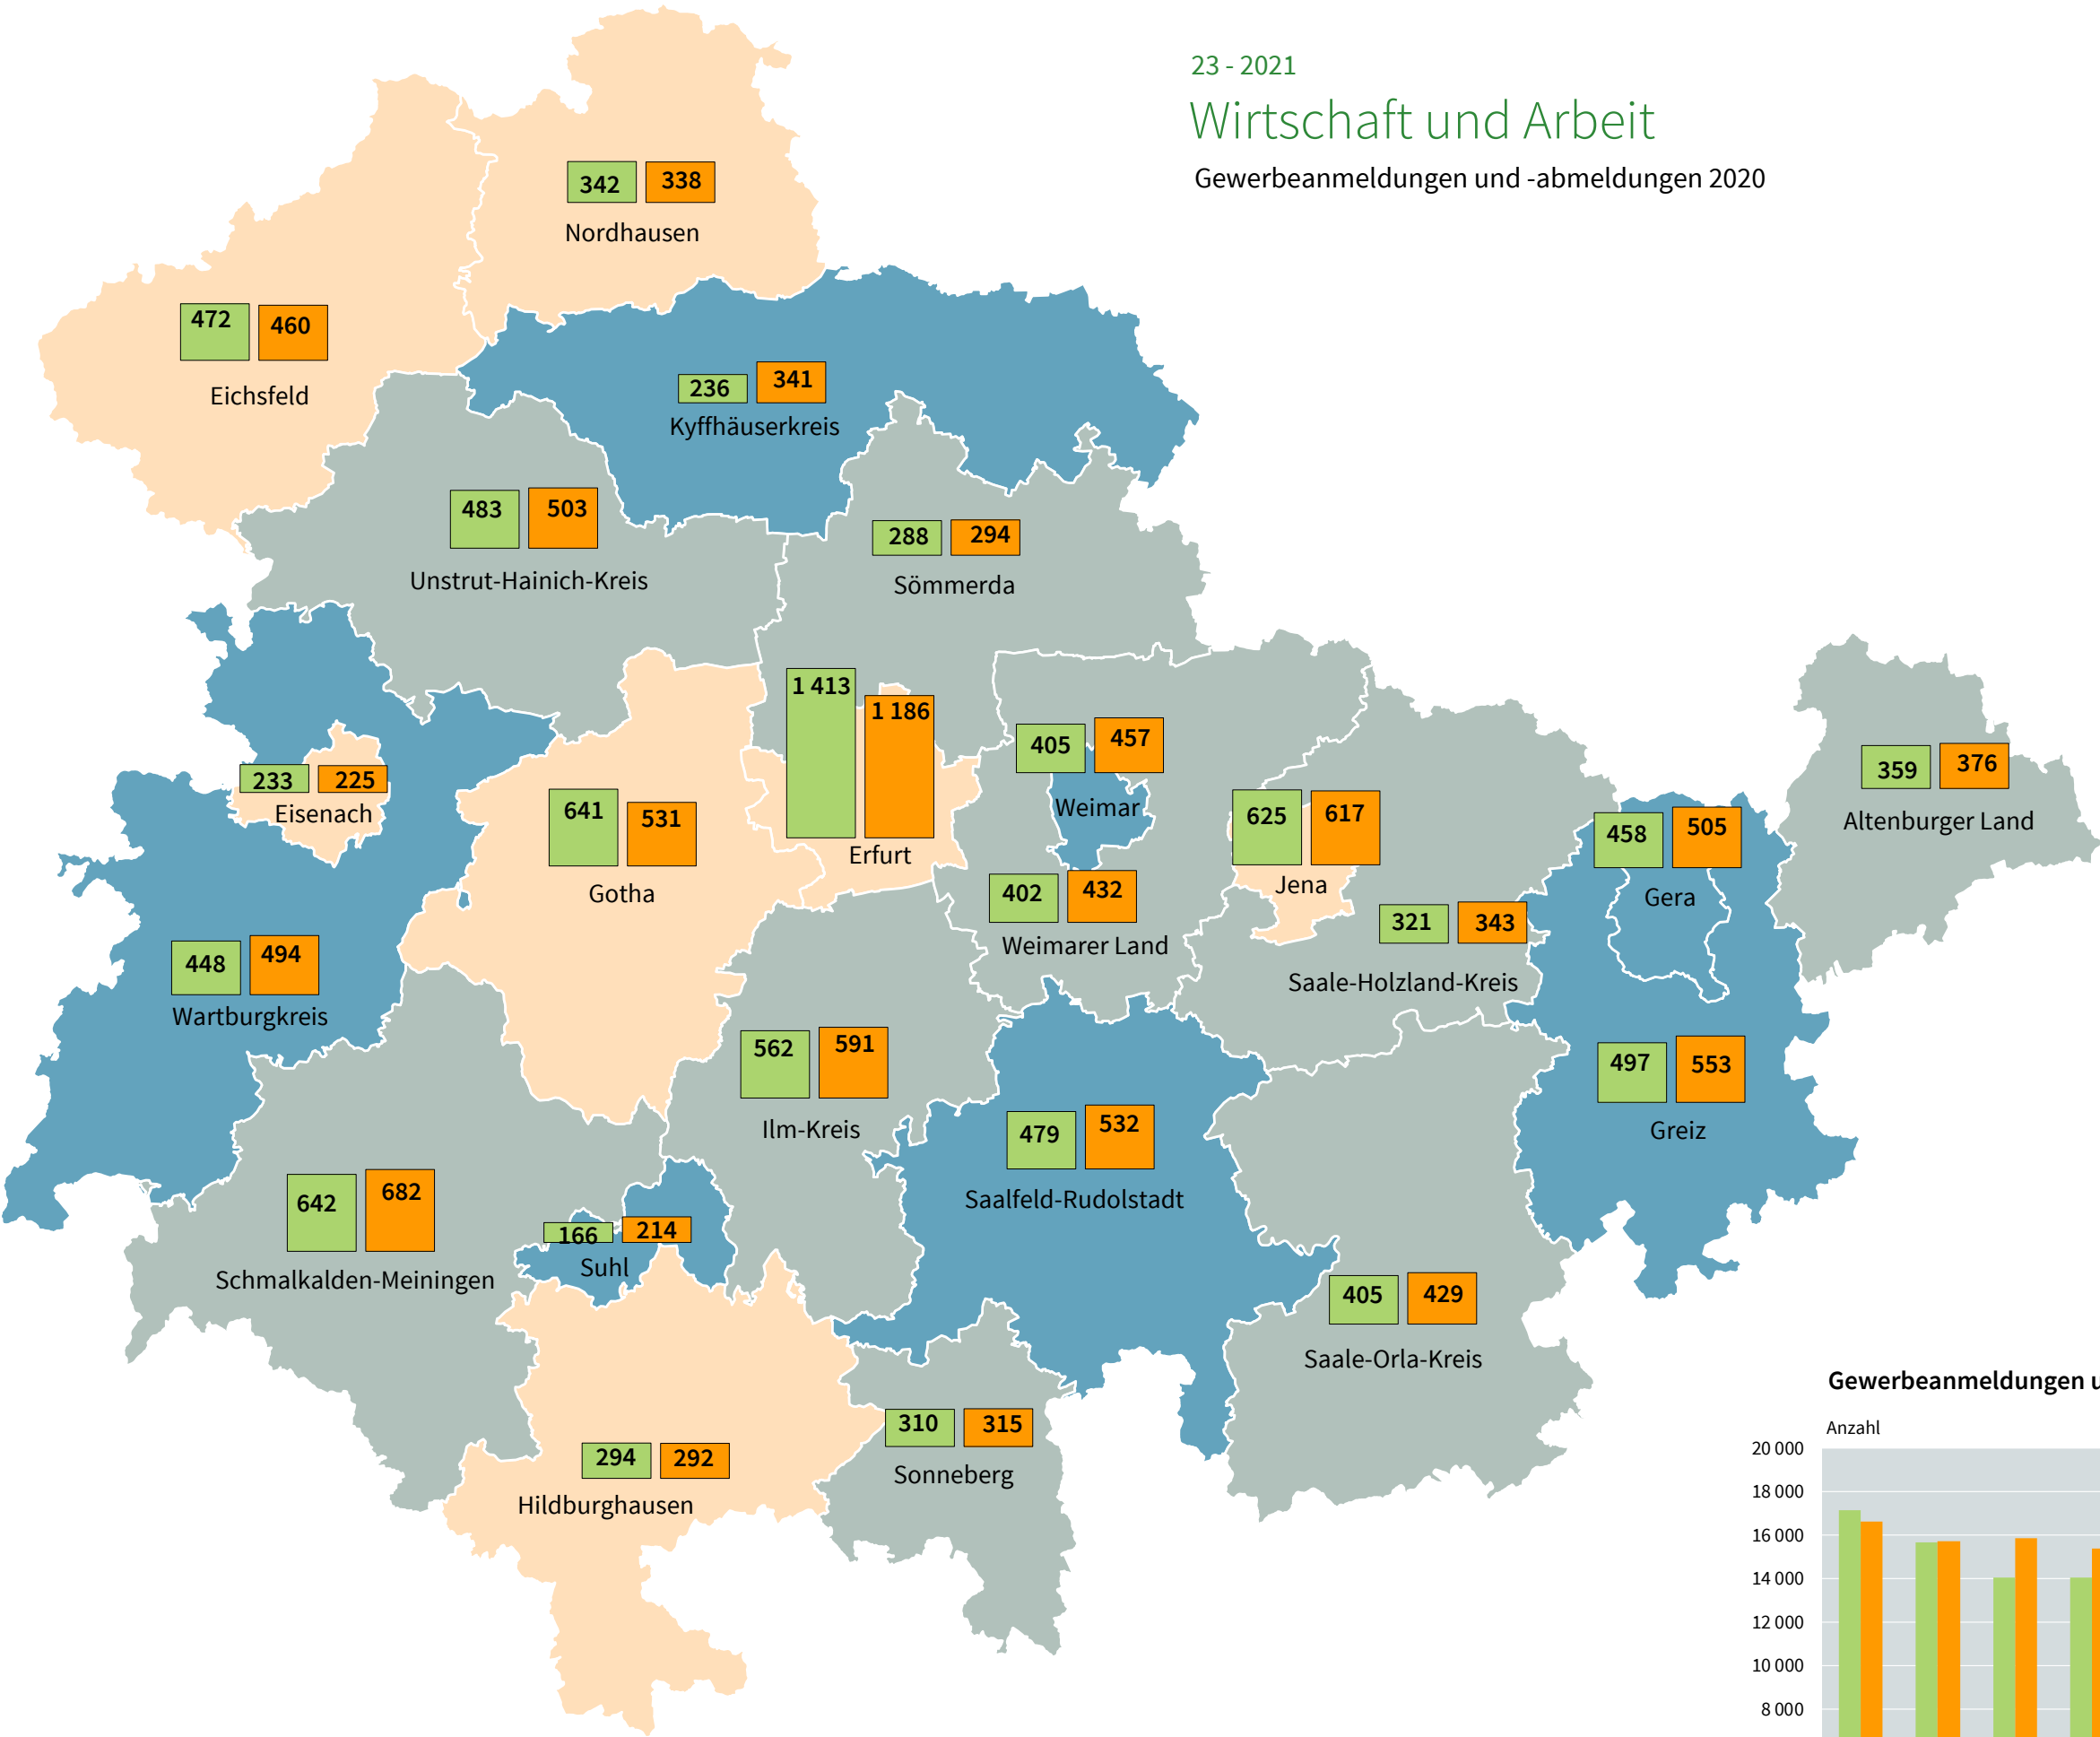 23 - 2021
Wirtschaft und Arbeit
Gewerbeanmeldungen und -abmeldungen 2020
342 338
Nordhausen
472 460
Eichsfeld
236 341
Kyffhäuserkreis
483 503
Unstrut-Hainich-Kreis
288 294
Sömmerda
1 413 1 186
Erfurt
405 457
Weimar
233 225
Eisenach
641 531
Gotha
625 617
Jena
458 505
Gera
359 376
Altenburger Land
402 432
Weimarer Land
321 343
Saale-Holzland-Kreis
448 494
Wartburgkreis
562 591
Ilm-Kreis
497 553
Greiz
479 532
Saalfeld-Rudolstadt
642 682
Schmalkalden-Meiningen
166 214
Suhl
405 429
Saale-Orla-Kreis
310 315
Sonneberg
294 292
Hildburghausen
Gewerbeanmeldungen u
Anzahl
20 000
18 000
16 000
14 000
12 000
10 000
8 000